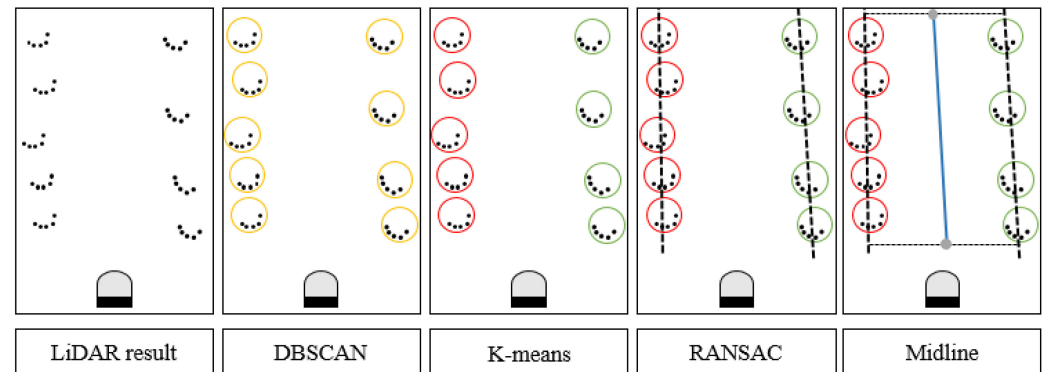 LiDAR result
DBSCAN
K-means
RANSAC
Midline